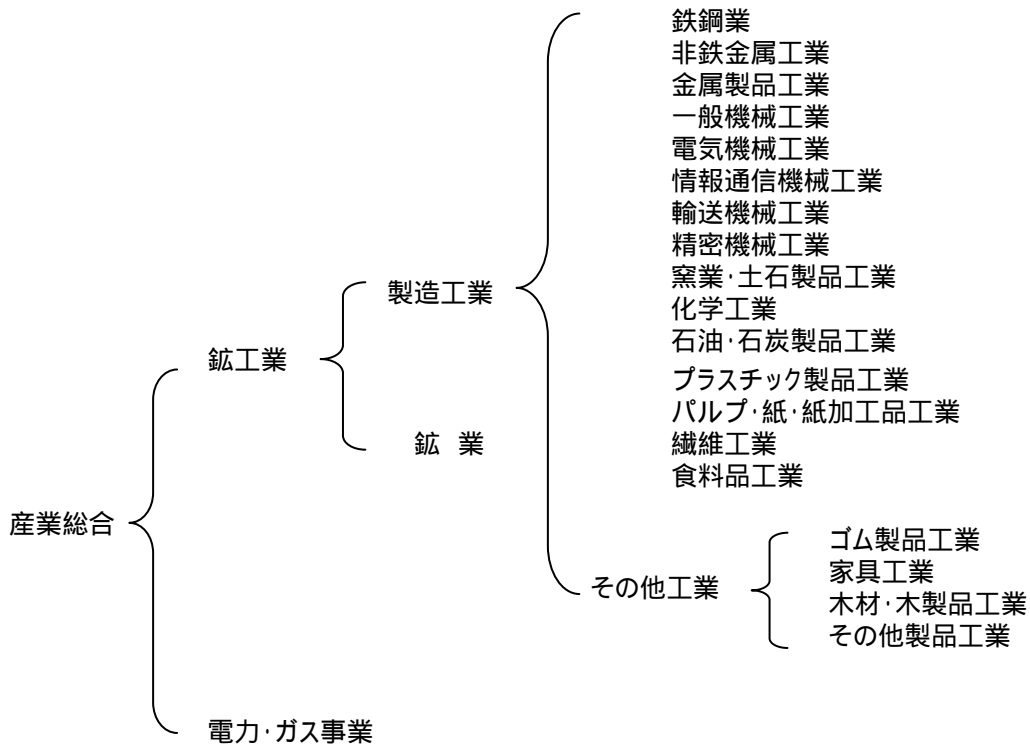 鉄鋼業
非鉄金属工業
金属製品工業
一般機械工業
電気機械工業
情報通信機械工業
輸送機械工業
精密機械工業
窯業・土石製品工業
製造工業
化学工業
石油・石炭製品工業
鉱工業
プラスチック製品工業
パルプ・紙・紙加工品工業
鉱 業
繊維工業
食料品工業
産業総合
ゴム製品工業
家具工業
その他工業
木材・木製品工業
その他製品工業
電力・ガス事業